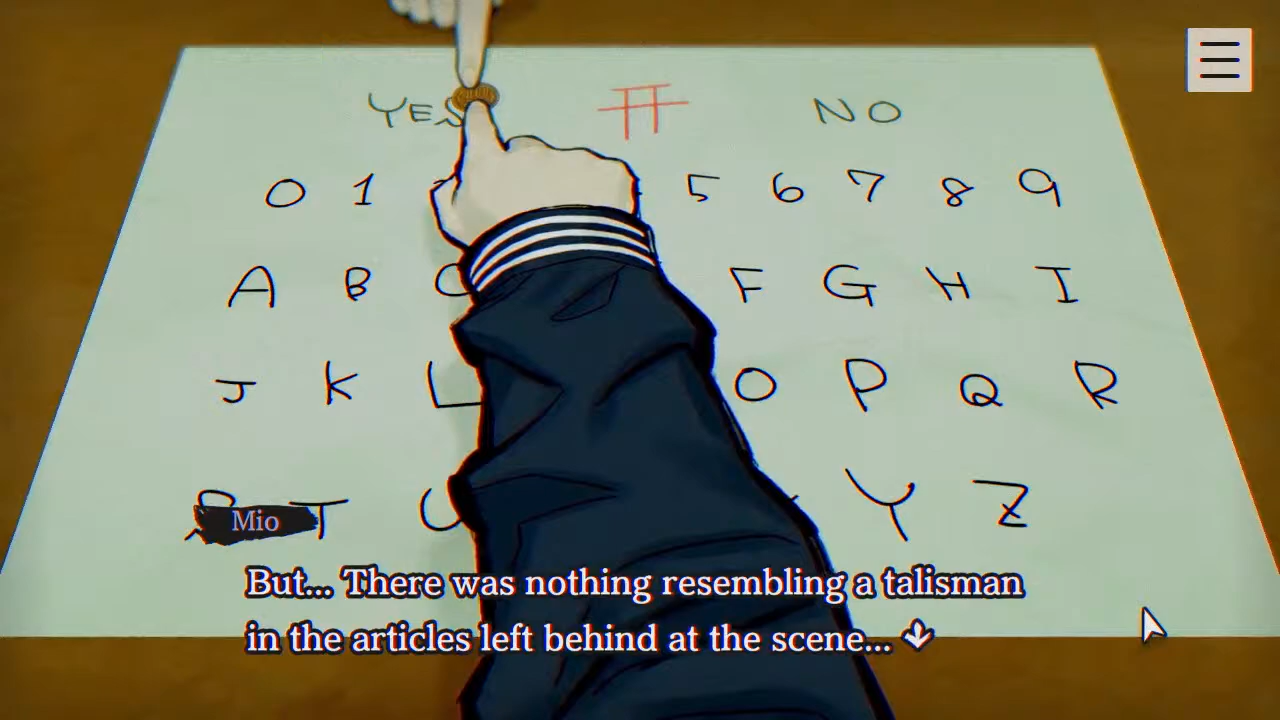 YES NO
0 1 5 6 7 8 9
A B C F G H I
J K L O P Q R
S T U Y Z
Mio
But... There was nothing resembling a talisman
in the articles left behind at the scene...